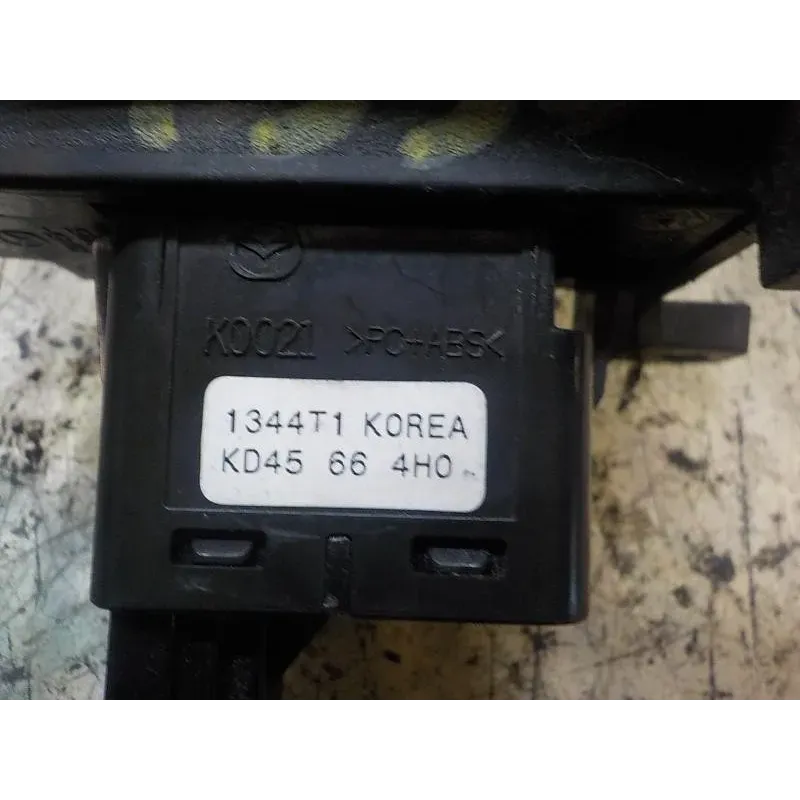 K0021 >PC+ABS<
1344T1 KOREA
KD45 66 4H0